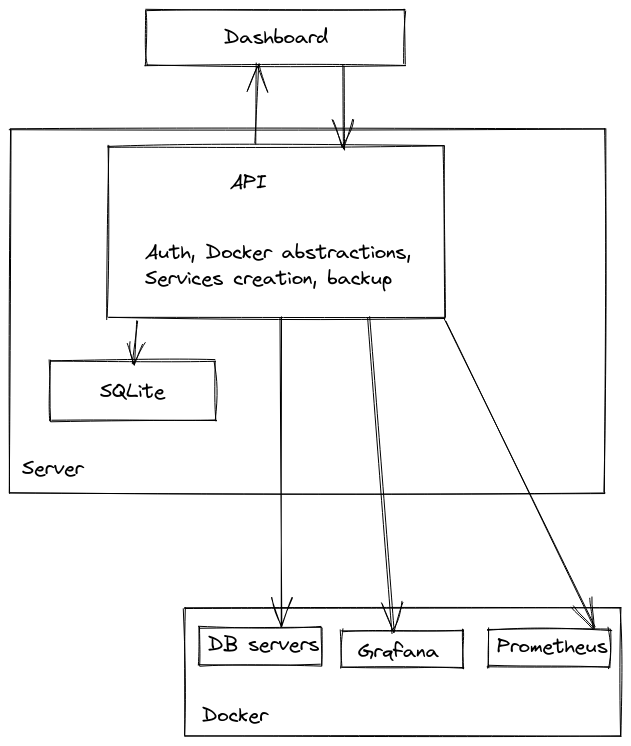 Dashboard
API
Auth, Docker abstractions,
Services creation, backup
SQLite
Server
DB servers
Grafana
Prometheus
Docker